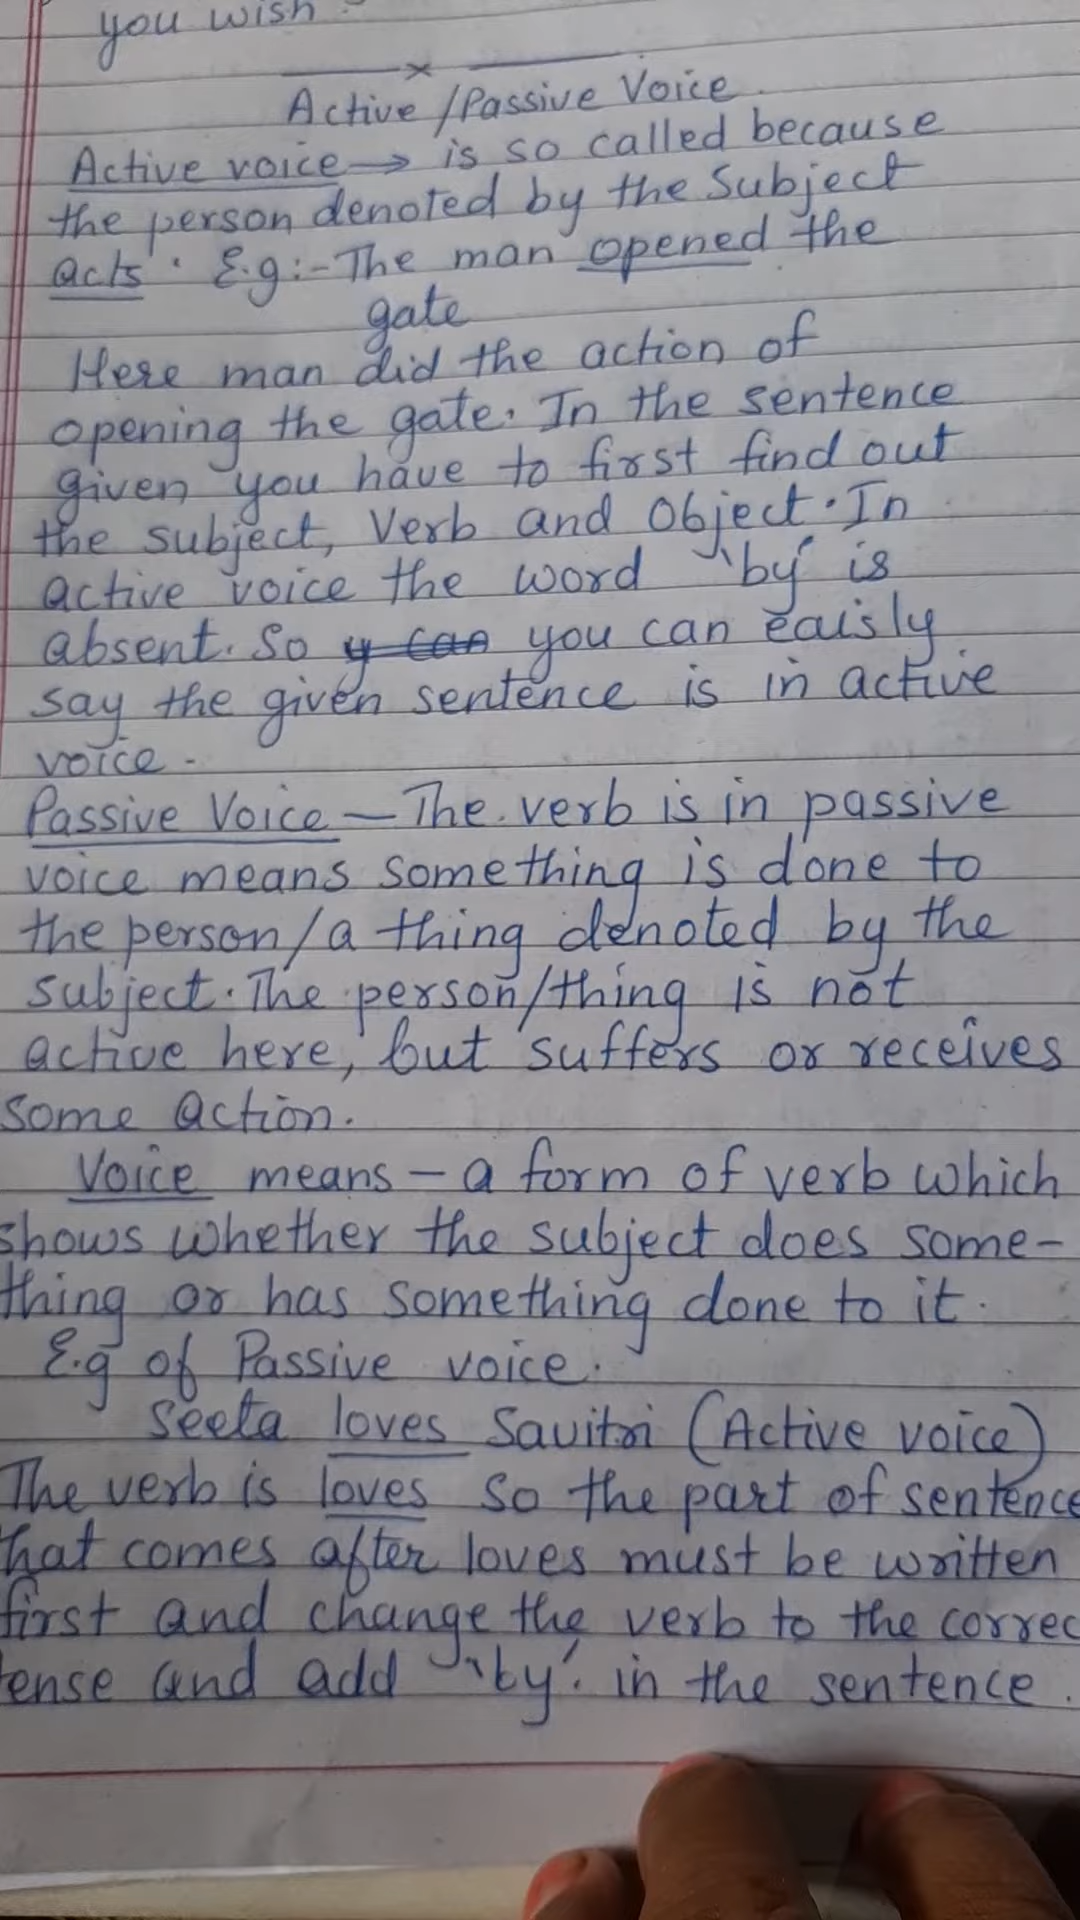 you wish.
Active/Passive Voice.
Active voice → is so called because
the person denoted by the Subject
acts. E.g:- The man opened the
gate
Here man did the action of
opening the gate. In the sentence
given you have to first find out
the subject, Verb and Object. In
active voice the word 'by' is
absent. So y can you can eaisly
say the given sentence is in active
voice.
Passive Voice — The verb is in passive
voice means something is done to
the person/a thing denoted by the
subject. The person/thing is not
active here, but suffers or receives
some action.
Voice means — a form of verb which
shows whether the subject does some-
thing or has something done to it.
E.g of Passive voice.
Seeta loves Savitri (Active voice)
The verb is loves so the part of sentence
hat comes after loves must be written
first and change the verb to the correc
ense and add 'by'. in the sentence.